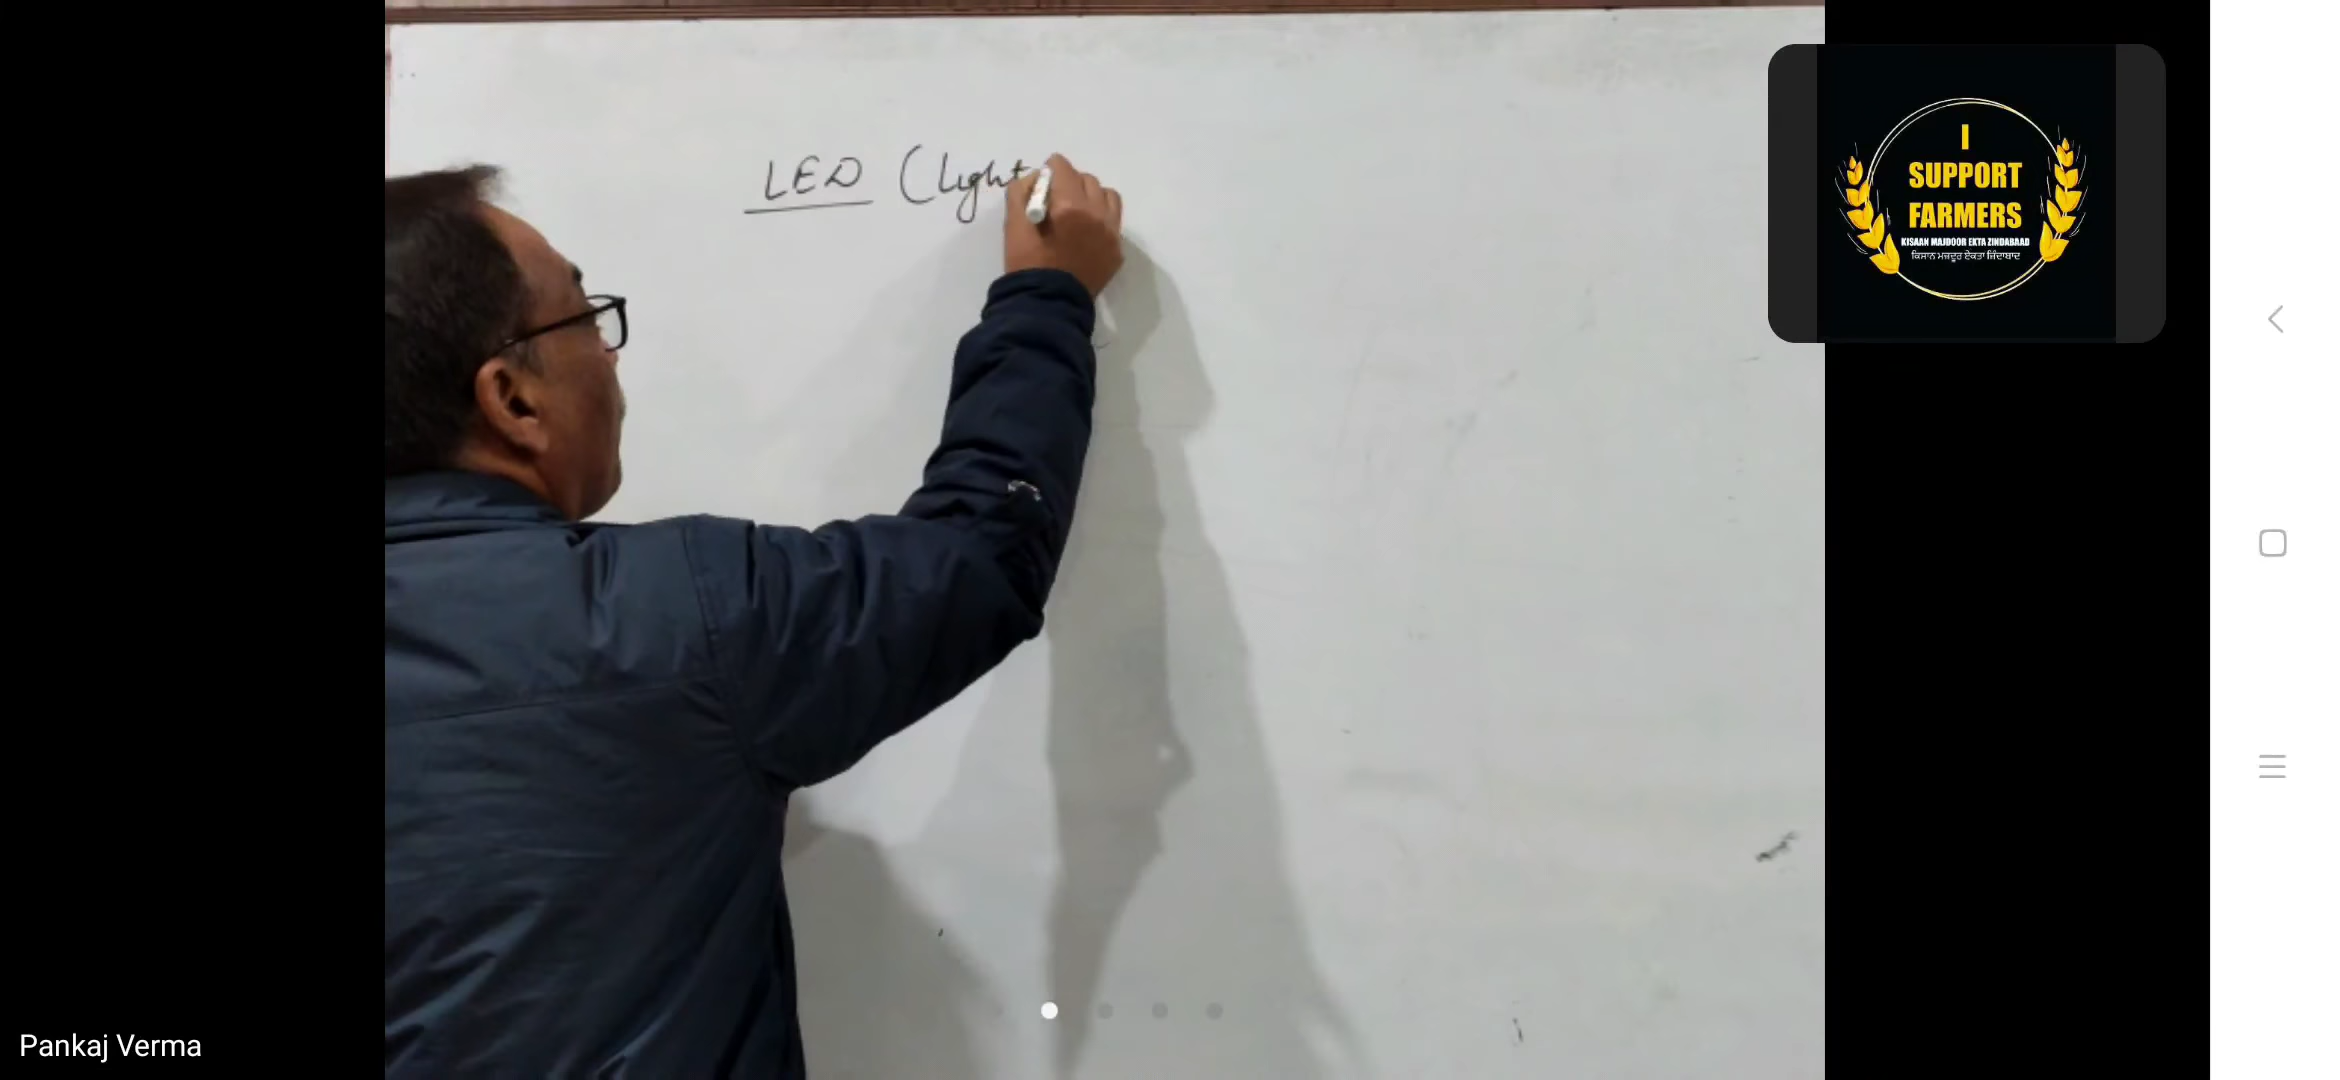 LED (Light
I
SUPPORT
FARMERS
KISAAN MAJDOOR EKTA ZINDABAAD
ਕਿਸਾਨ ਮਜ਼ਦੂਰ ਏਕਤਾ ਜ਼ਿੰਦਾਬਾਦ
Pankaj Verma